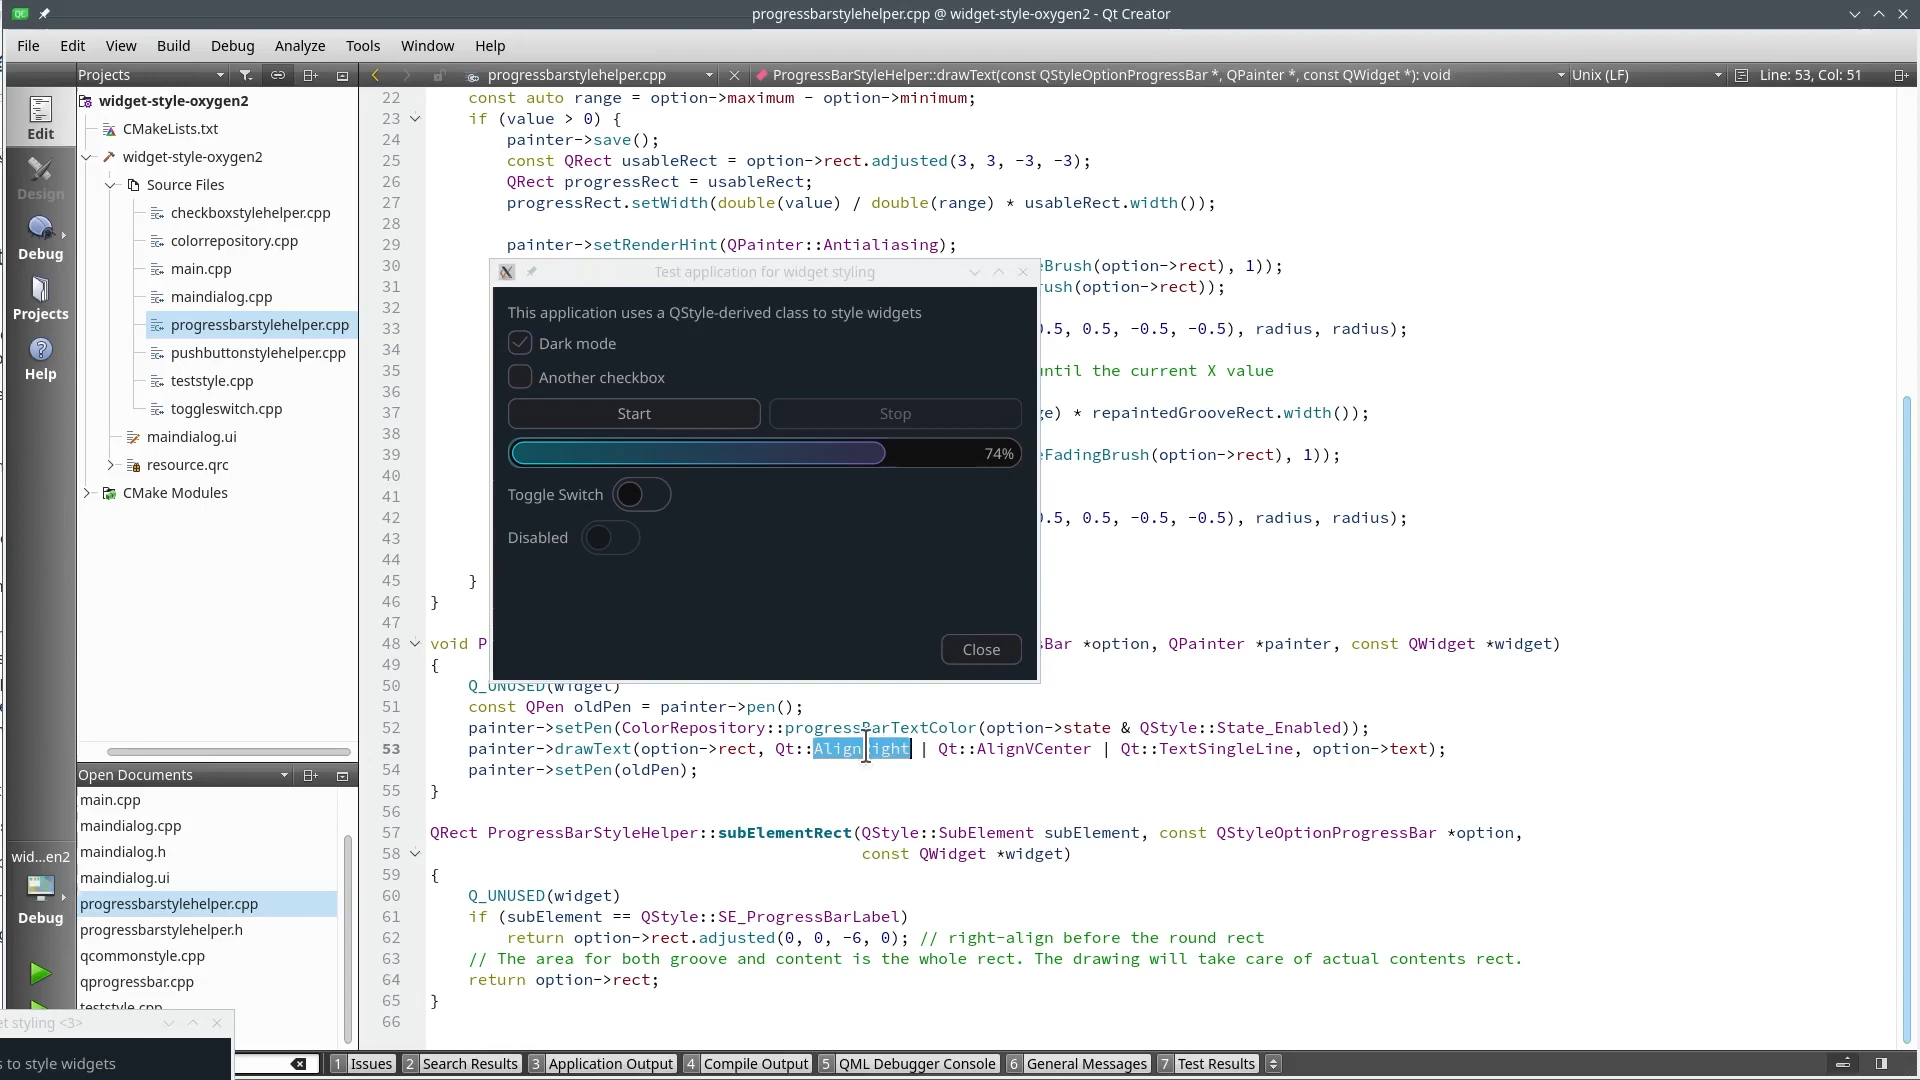 progressbarstylehelper.cpp @ widget-style-oxygen2 - Qt Creator
File Edit View Build Debug Analyze Tools Window Help
Projects
progressbarstylehelper.cpp
ProgressBarStyleHelper::drawText(const QStyleOptionProgressBar *, QPainter *, const QWidget *): void
Unix (LF)
Line: 53, Col: 51
Edit
Design
Debug
Projects
Help
wid...en2
Debug
widget-style-oxygen2
CMakeLists.txt
widget-style-oxygen2
Source Files
checkboxstylehelper.cpp
colorrepository.cpp
main.cpp
maindialog.cpp
progressbarstylehelper.cpp
pushbuttonstylehelper.cpp
teststyle.cpp
toggleswitch.cpp
maindialog.ui
resource.qrc
CMake Modules
Open Documents
main.cpp
maindialog.cpp
maindialog.h
maindialog.ui
progressbarstylehelper.cpp
progressbarstylehelper.h
qcommonstyle.cpp
qprogressbar.cpp
teststyle.cpp
et styling <3>
s to style widgets
22 const auto range = option->maximum - option->minimum;
23 if (value > 0) {
24 painter->save();
25 const QRect usableRect = option->rect.adjusted(3, 3, -3, -3);
26 QRect progressRect = usableRect;
27 progressRect.setWidth(double(value) / double(range) * usableRect.width());
28
29 painter->setRenderHint(QPainter::Antialiasing);
30 eBrush(option->rect), 1));
31 rush(option->rect));
32
33 0.5, 0.5, -0.5, -0.5), radius, radius);
34
35 until the current X value
36
37 ge) * repaintedGrooveRect.width());
38
39 eFadingBrush(option->rect), 1));
40
41
42 0.5, 0.5, -0.5, -0.5), radius, radius);
43
44
45 }
46 }
47
48 void P sBar *option, QPainter *painter, const QWidget *widget)
49 {
50 Q_UNUSED(widget)
51 const QPen oldPen = painter->pen();
52 painter->setPen(ColorRepository::progressBarTextColor(option->state & QStyle::State_Enabled));
53 painter->drawText(option->rect, Qt::AlignRight | Qt::AlignVCenter | Qt::TextSingleLine, option->text);
54 painter->setPen(oldPen);
55 }
56
57 QRect ProgressBarStyleHelper::subElementRect(QStyle::SubElement subElement, const QStyleOptionProgressBar *option,
58 const QWidget *widget)
59 {
60 Q_UNUSED(widget)
61 if (subElement == QStyle::SE_ProgressBarLabel)
62 return option->rect.adjusted(0, 0, -6, 0); // right-align before the round rect
63 // The area for both groove and content is the whole rect. The drawing will take care of actual contents rect.
64 return option->rect;
65 }
66
Test application for widget styling
This application uses a QStyle-derived class to style widgets
Dark mode
Another checkbox
Start
Stop
74%
Toggle Switch
Disabled
Close
1 Issues 2 Search Results 3 Application Output 4 Compile Output 5 QML Debugger Console 6 General Messages 7 Test Results